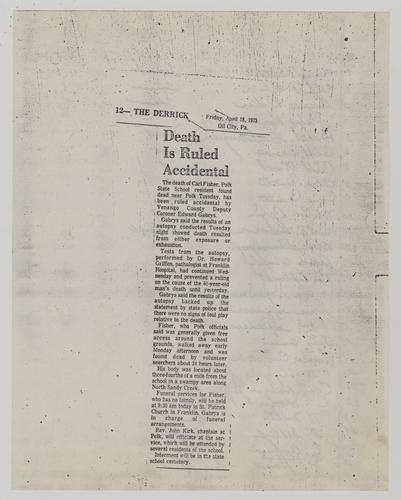 12— THE DERRICK
Friday, April 18, 1975
Oil City, Pa.
Death
Is Ruled
Accidental
The death of Carl Fisher, Polk
State School resident found
dead near Polk Tuesday, has
been ruled accidental by
Venango County Deputy
Coroner Edward Gabrys.
Gabrys said the results of an
autopsy conducted Tuesday
night showed death resulted
from either exposure or
exhaustion.
Tests from the autopsy,
performed by Dr. Howard
Griffen, pathologist at Franklin
Hospital, had continued Wed-
nesday and prevented a ruling
on the cause of the
man's death until yesterday.
Gabrys said the results of the
autopsy backed up the
statement by state police that
there were no signs of foul play
relative to the death.
Fisher, who Polk officials
said was generally given free
access around the school
grounds, walked away early
Monday afternoon and was
found dead by volunteer
searchers about 24 hours later.
His body was located about
three-fourths of a mile from the
school in a swampy area along
North Sandy Creek.
Funeral services for Fisher,
who has no family, will be held
at 9:30 am today in St. Patrick
Church in Franklin. Gabrys is
in charge of funeral
arrangements.
Rev. John Kirk, chaplain at
Polk, will officiate at the ser-
vice, which will be attended by
several residents of the school.
Interment will be in the state
school cemetery.